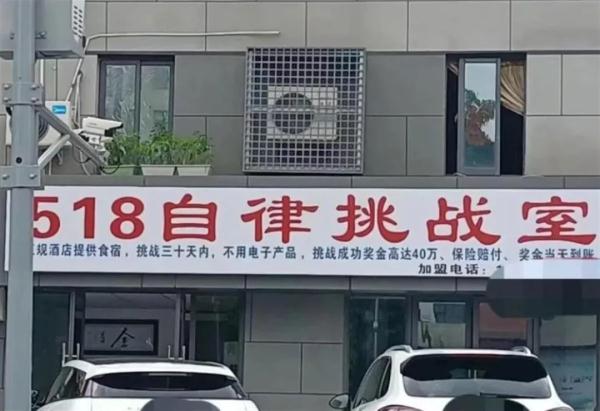 518自律挑战室
规酒店提供食宿，挑战三十天内，不用电子产品，挑战成功奖金高达40万、保险赔付、奖金当天到账
加盟电话：